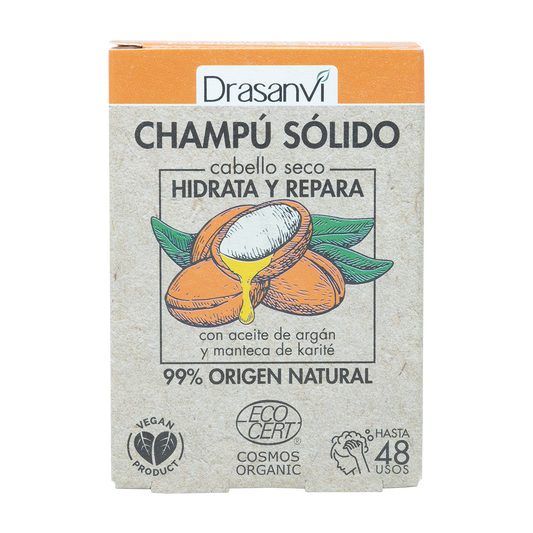 Drasanvi
CHAMPÚ SÓLIDO
cabello seco
HIDRATA Y REPARA
con aceite de argán
y manteca de karité
99% ORIGEN NATURAL
VEGAN
PRODUCT
ECO
CERT
®
COSMOS
ORGANIC
HASTA
48
USOS